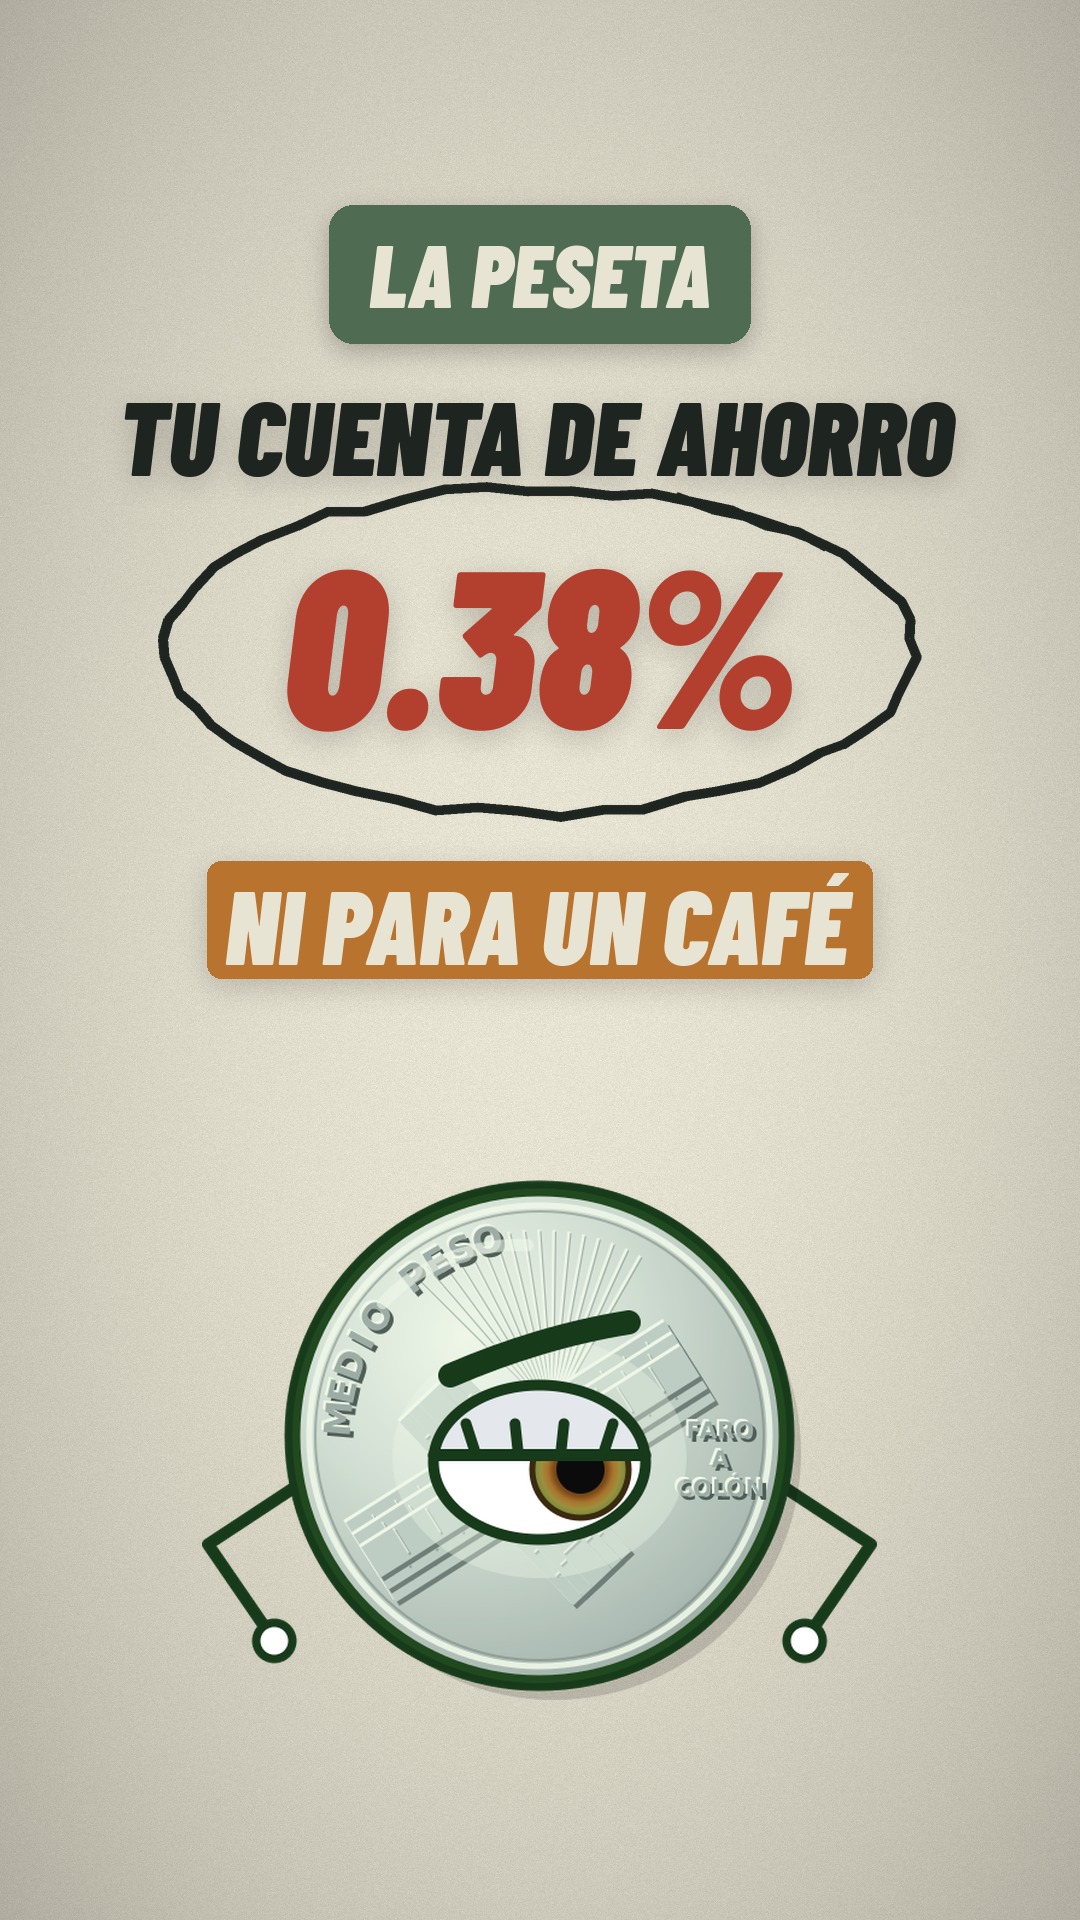 LA PESETA
TU CUENTA DE AHORRO
0.38%
NI PARA UN CAFÉ
MEDIO PESO
FARO
A
COLÓN